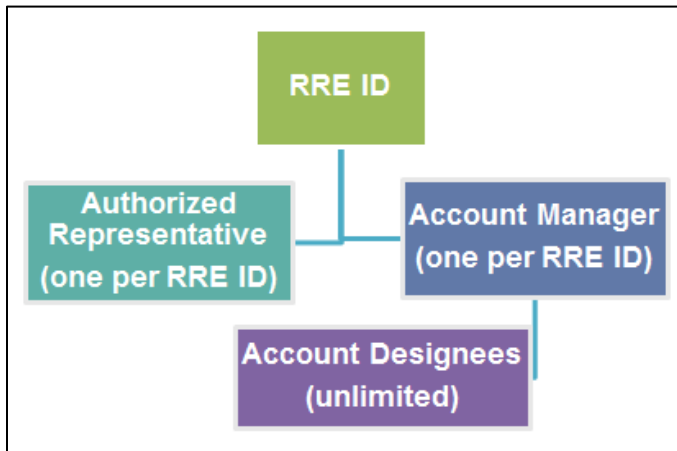 RRE ID
Authorized
Representative
(one per RRE ID)
Account Manager
(one per RRE ID)
Account Designees
(unlimited)